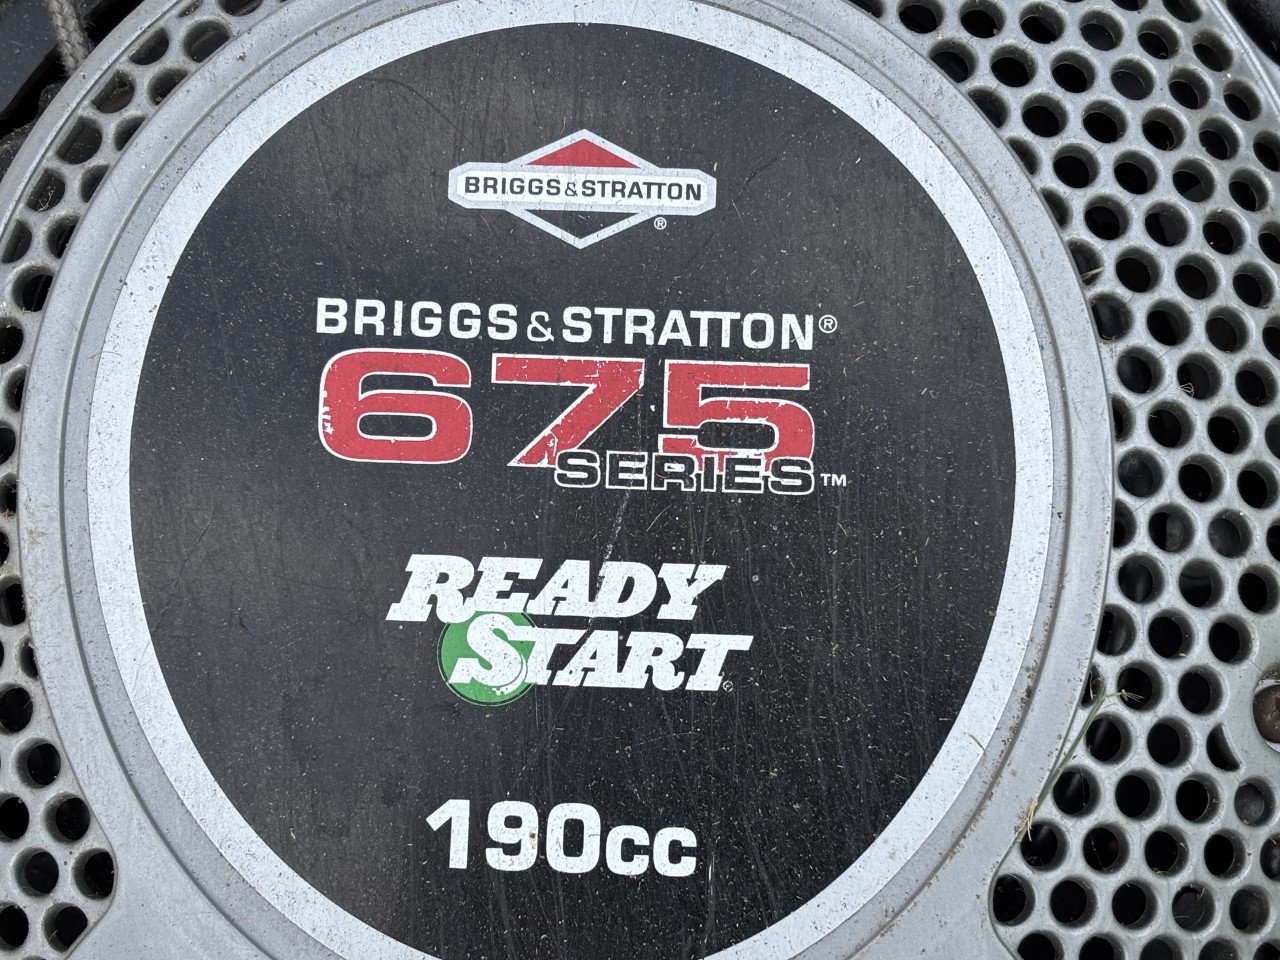 BRIGGS&STRATTON
®
BRIGGS&STRATTON®
675
SERIES™
READY
START®
190cc